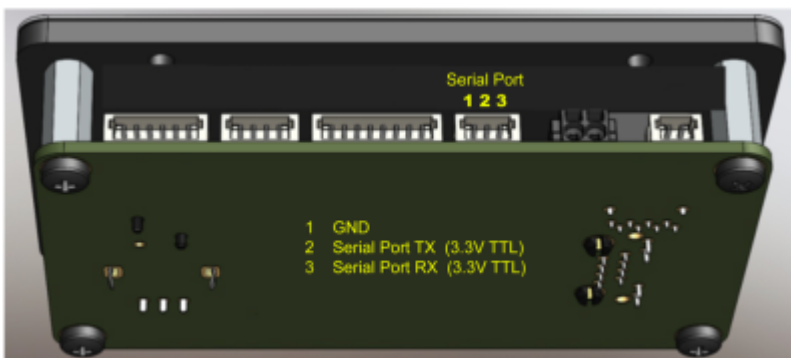 Serial Port
1 2 3
1 GND
2 Serial Port TX (3.3V TTL)
3 Serial Port RX (3.3V TTL)